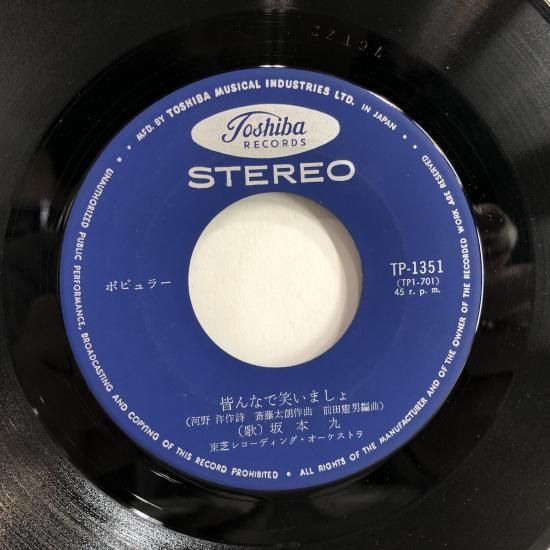 76172
MFD. BY TOSHIBA MUSICAL INDUSTRIES LTD. IN JAPAN
Toshiba
RECORDS
STEREO
ポピュラー
TP-1351
(TP1-701)
45 r. p. m.
皆んなで笑いましょ
(河野 洋作詩 斎藤太朗作曲 前田憲男編曲)
(歌) 坂本 九
東芝レコーディング・オーケストラ
UNAUTHORIZED PUBLIC PERFORMANCE, BROADCASTING AND COPYING OF THIS RECORD PROHIBITED • ALL RIGHTS OF THE MANUFACTURER AND OF THE OWNER OF THE RECORDED WORK ARE RESERVED